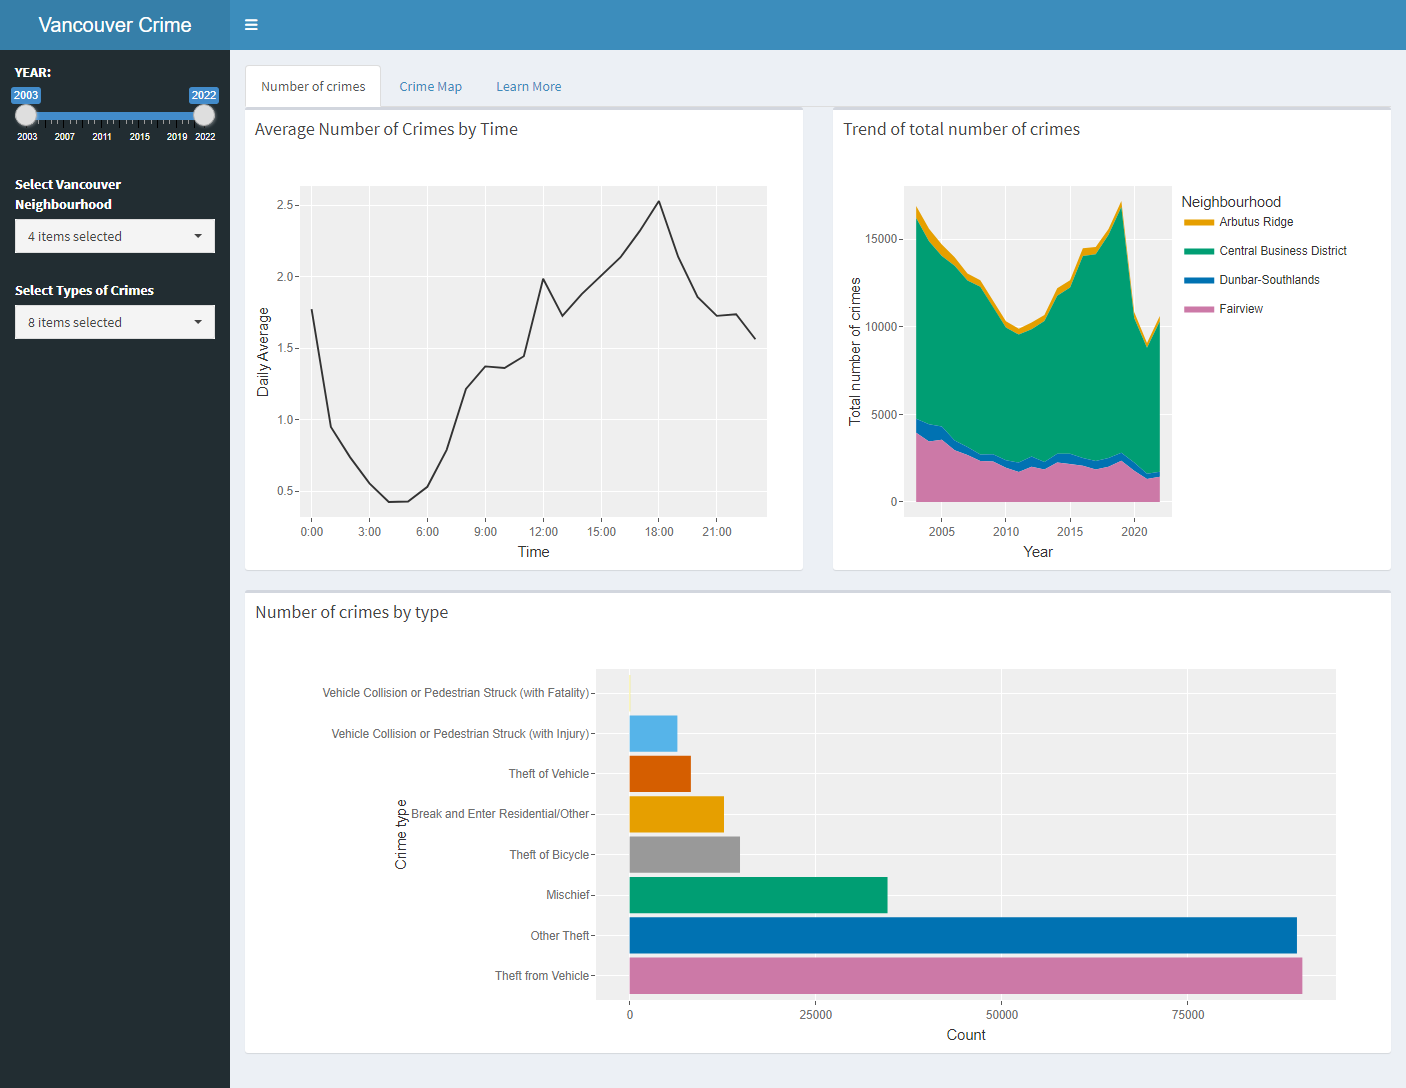 Vancouver Crime
YEAR:
2003 2022
2003 2007 2011 2015 2019 2022
Select Vancouver
Neighbourhood
4 items selected
Select Types of Crimes
8 items selected
Number of crimes Crime Map Learn More
Average Number of Crimes by Time
2.5
2.0
1.5
1.0
0.5
Daily Average
0:00 3:00 6:00 9:00 12:00 15:00 18:00 21:00
Time
Trend of total number of crimes
15000
10000
5000
0
Total number of crimes
2005 2010 2015 2020
Year
Neighbourhood
Arbutus Ridge
Central Business District
Dunbar-Southlands
Fairview
Number of crimes by type
Vehicle Collision or Pedestrian Struck (with Fatality)
Vehicle Collision or Pedestrian Struck (with Injury)
Theft of Vehicle
Break and Enter Residential/Other
Theft of Bicycle
Mischief
Other Theft
Theft from Vehicle
Crime type
0 25000 50000 75000
Count